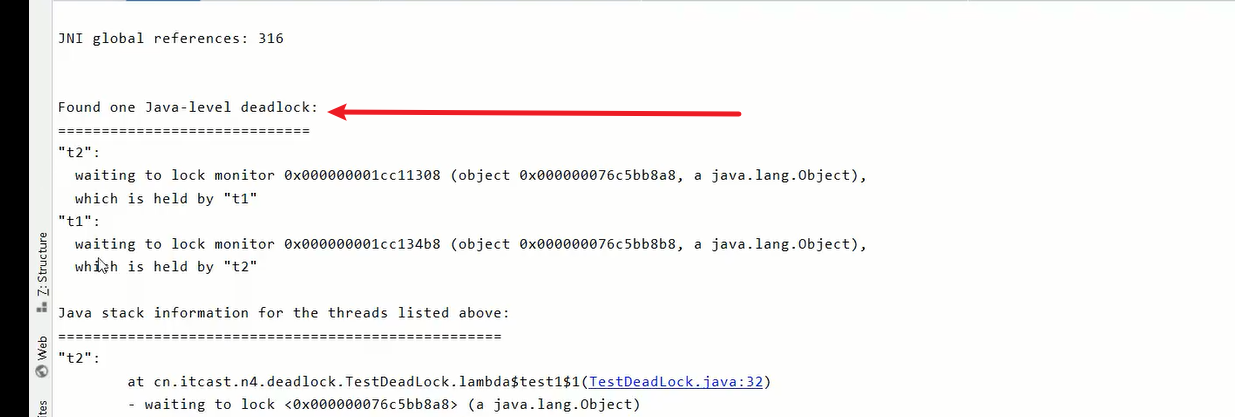 JNI global references: 316
Found one Java-level deadlock:
=============================
"t2":
  waiting to lock monitor 0x000000001cc11308 (object 0x000000076c5bb8a8, a java.lang.Object),
  which is held by "t1"
"t1":
  waiting to lock monitor 0x000000001cc134b8 (object 0x000000076c5bb8b8, a java.lang.Object),
  which is held by "t2"
Java stack information for the threads listed above:
===================================================
"t2":
        at cn.itcast.n4.deadlock.TestDeadLock.lambda$test1$1(TestDeadLock.java:32)
        - waiting to lock <0x000000076c5bb8a8> (a java.lang.Object)
Z: Structure
Web